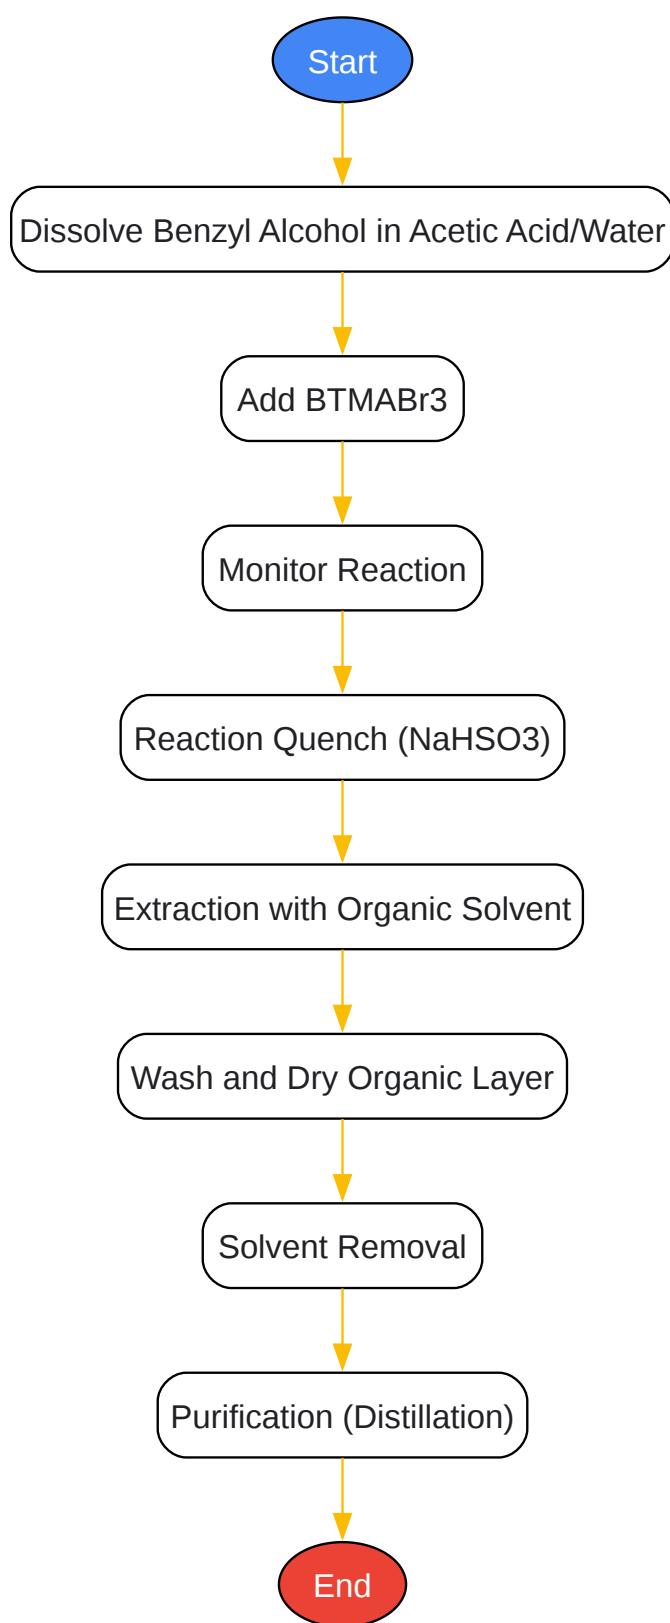 Start
Dissolve Benzyl Alcohol in Acetic Acid/Water
Add BTMABr3
Monitor Reaction
Reaction Quench (NaHSO3)
Extraction with Organic Solvent
Wash and Dry Organic Layer
Solvent Removal
Purification (Distillation)
End